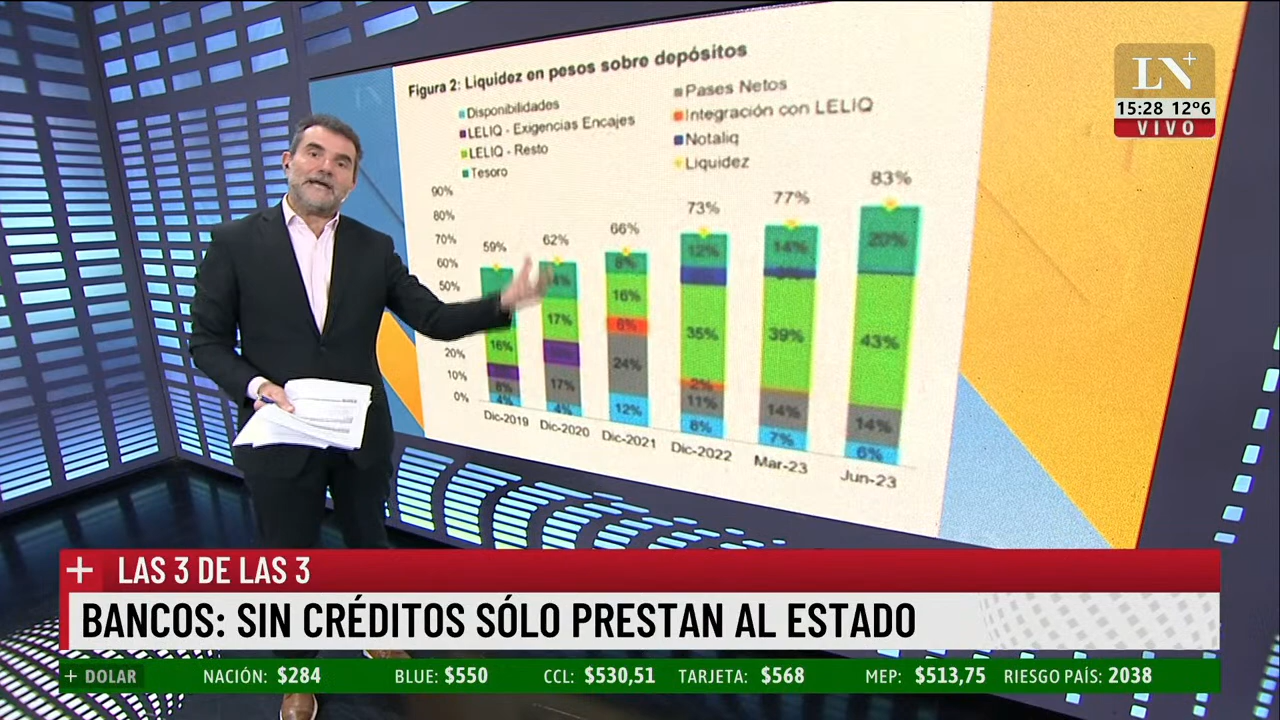 Figura 2: Liquidez en pesos sobre depósitos
Disponibilidades
LELIQ - Exigencias Encajes
LELIQ - Resto
Tesoro
Pases Netos
Integración con LELIQ
Notaliq
Liquidez
90%
80%
70%
60%
50%
20%
10%
0%
59%
62%
66%
73%
77%
83%
16%
8%
4%
4%
17%
17%
4%
8%
16%
6%
24%
12%
12%
35%
2%
11%
6%
14%
39%
14%
7%
20%
43%
14%
6%
Dic-2019
Dic-2020
Dic-2021
Dic-2022
Mar-23
Jun-23
LN+
15:28 12°6
VIVO
+ LAS 3 DE LAS 3
BANCOS: SIN CRÉDITOS SÓLO PRESTAN AL ESTADO
+ DOLAR NACIÓN: $284 BLUE: $550 CCL: $530,51 TARJETA: $568 MEP: $513,75 RIESGO PAÍS: 2038